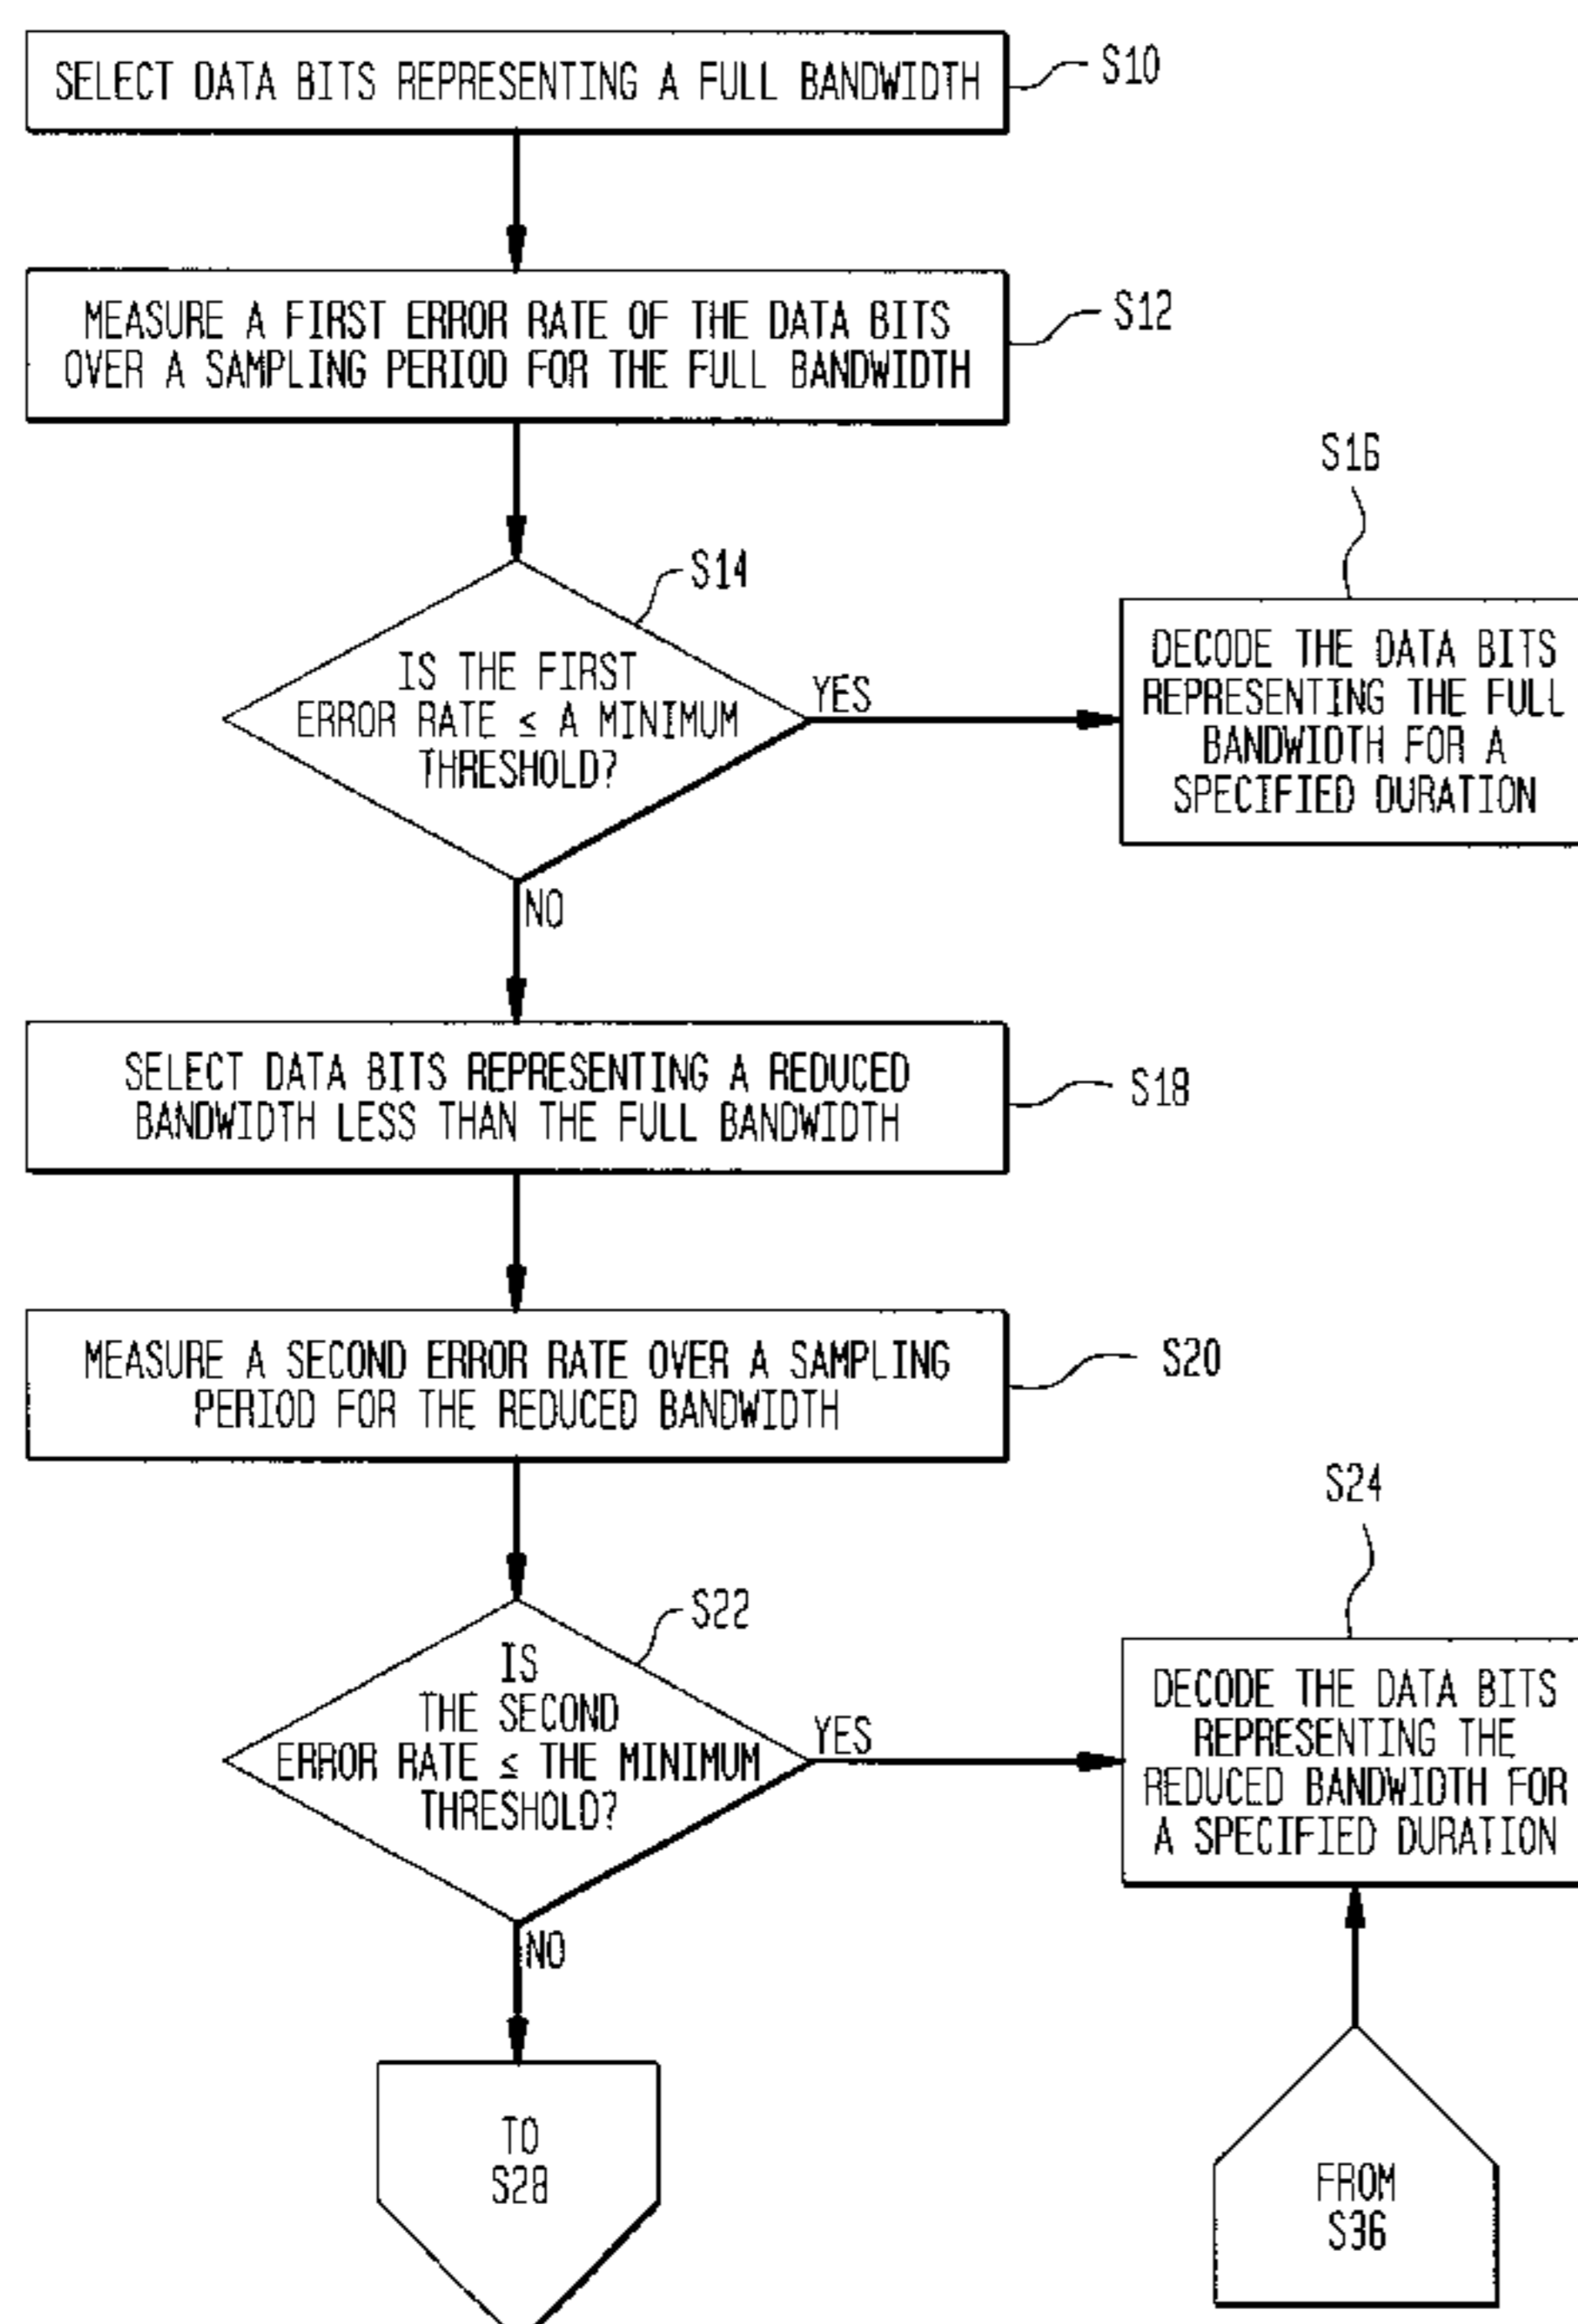 SELECT DATA BITS REPRESENTING A FULL BANDWIDTH
S10
MEASURE A FIRST ERROR RATE OF THE DATA BITS
OVER A SAMPLING PERIOD FOR THE FULL BANDWIDTH
S12
S14
IS THE FIRST
ERROR RATE ≤ A MINIMUM
THRESHOLD?
YES
NO
S16
DECODE THE DATA BITS
REPRESENTING THE FULL
BANDWIDTH FOR A
SPECIFIED DURATION
SELECT DATA BITS REPRESENTING A REDUCED
BANDWIDTH LESS THAN THE FULL BANDWIDTH
S18
MEASURE A SECOND ERROR RATE OVER A SAMPLING
PERIOD FOR THE REDUCED BANDWIDTH
S20
S22
IS
THE SECOND
ERROR RATE ≤ THE MINIMUM
THRESHOLD?
YES
NO
S24
DECODE THE DATA BITS
REPRESENTING THE
REDUCED BANDWIDTH FOR
A SPECIFIED DURATION
TO
S28
FROM
S36